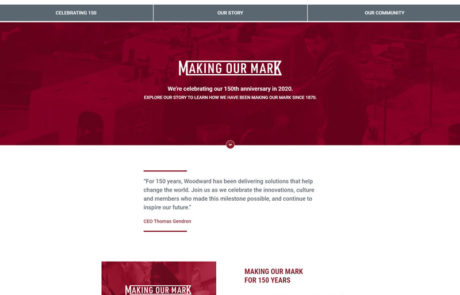 CELEBRATING 150
OUR STORY
OUR COMMUNITY
MAKING OUR MARK
We're celebrating our 150th anniversary in 2020.
EXPLORE OUR STORY TO LEARN HOW WE HAVE BEEN MAKING OUR MARK SINCE 1870.
"For 150 years, Woodward has been delivering solutions that help
change the world. Join us as we celebrate the innovations, culture
and members who made this milestone possible, and continue to
inspire our future."
CEO Thomas Gendron
MAKING OUR MARK
MAKING OUR MARK
FOR 150 YEARS